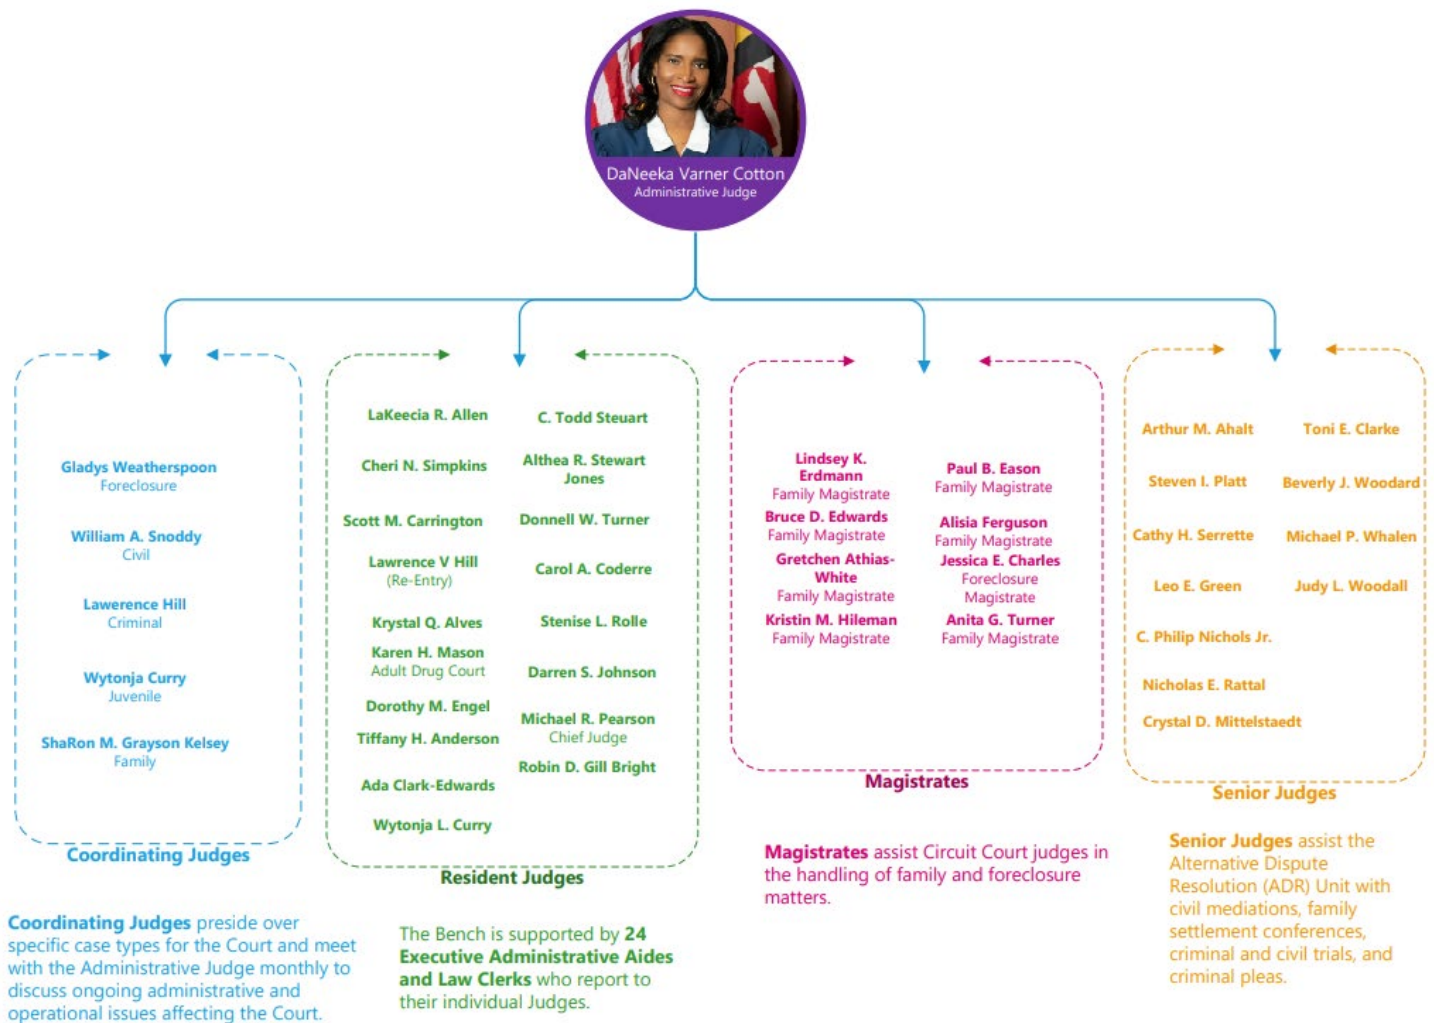 DaNeeka Varner Cotton
Administrative Judge
Gladys Weatherspoon
Foreclosure
William A. Snoddy
Civil
Lawerence Hill
Criminal
Wytonja Curry
Juvenile
ShaRon M. Grayson Kelsey
Family
Coordinating Judges
Coordinating Judges preside over
specific case types for the Court and meet
with the Administrative Judge monthly to
discuss ongoing administrative and
operational issues affecting the Court.
LaKeecia R. Allen
Cheri N. Simpkins
Scott M. Carrington
Lawrence V Hill
(Re-Entry)
Krystal Q. Alves
Karen H. Mason
Adult Drug Court
Dorothy M. Engel
Tiffany H. Anderson
Ada Clark-Edwards
Wytonja L. Curry
C. Todd Steuart
Althea R. Stewart
Jones
Donnell W. Turner
Carol A. Coderre
Stenise L. Rolle
Darren S. Johnson
Michael R. Pearson
Chief Judge
Robin D. Gill Bright
Resident Judges
The Bench is supported by 24
Executive Administrative Aides
and Law Clerks who report to
their individual Judges.
Lindsey K.
Erdmann
Family Magistrate
Bruce D. Edwards
Family Magistrate
Gretchen Athias-
White
Family Magistrate
Kristin M. Hileman
Family Magistrate
Paul B. Eason
Family Magistrate
Alisia Ferguson
Family Magistrate
Jessica E. Charles
Foreclosure
Magistrate
Anita G. Turner
Family Magistrate
Magistrates
Magistrates assist Circuit Court judges in
the handling of family and foreclosure
matters.
Arthur M. Ahalt
Steven I. Platt
Cathy H. Serrette
Leo E. Green
C. Philip Nichols Jr.
Nicholas E. Rattal
Crystal D. Mittelstaedt
Toni E. Clarke
Beverly J. Woodard
Michael P. Whalen
Judy L. Woodall
Senior Judges
Senior Judges assist the
Alternative Dispute
Resolution (ADR) Unit with
civil mediations, family
settlement conferences,
criminal and civil trials, and
criminal pleas.